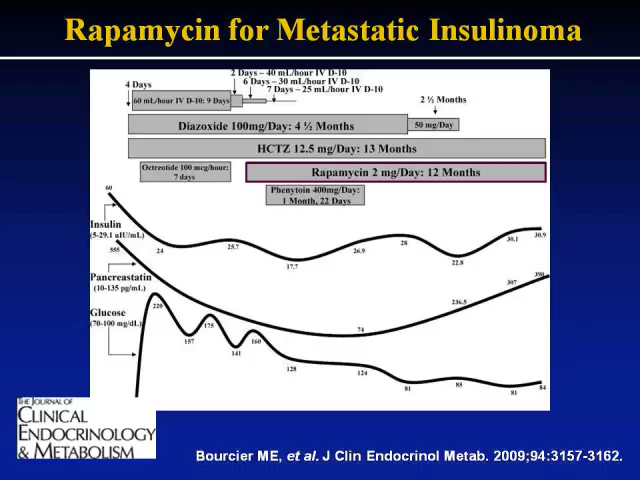 Rapamycin for Metastatic Insulinoma
2 Days – 40 mL/hour IV D-10
6 Days – 30 mL/hour IV D-10
4 Days
7 Days – 25 mL/hour IV D-10
60 mL/hour IV D-10: 9 Days
2 ½ Months
Diazoxide 100mg/Day: 4 ½ Months
50 mg/Day
HCTZ 12.5 mg/Day: 13 Months
Octreotide 100 mcg/hour:
7 days
Rapamycin 2 mg/Day: 12 Months
Phenytoin 400mg/Day:
1 Month, 22 Days
60
Insulin
(5-29.1 uIU/mL)
24
25.7
17.7
26.9
28
22.8
30.1
30.9
555
Pancreastatin
(10-135 pg/mL)
74
236.5
307
390
Glucose
(70-100 mg/dL)
220
157
175
141
160
128
124
81
85
81
84
THE JOURNAL OF
CLINICAL
ENDOCRINOLOGY
& METABOLISM
Bourcier ME, et al. J Clin Endocrinol Metab. 2009;94:3157-3162.